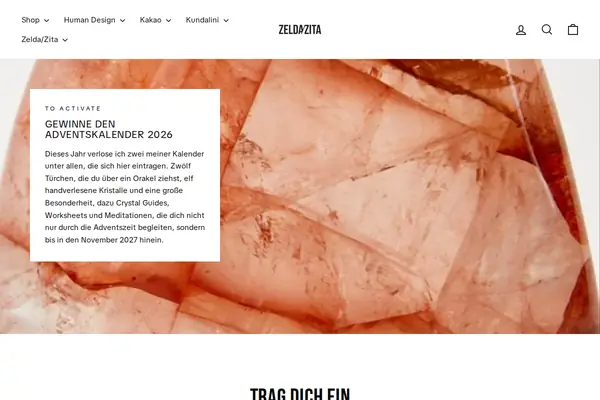 Shop
Human Design
Kakao
Kundalini
Zelda/Zita
ZELDA/ZITA
TO ACTIVATE
GEWINNE DEN
ADVENTSKALENDER 2026
Dieses Jahr verlose ich zwei meiner Kalender
unter allen, die sich hier eintragen. Zwölf
Türchen, die du über ein Orakel ziehst, elf
handverlesene Kristalle und eine große
Besonderheit, dazu Crystal Guides,
Worksheets und Meditationen, die dich nicht
nur durch die Adventszeit begleiten, sondern
bis in den November 2027 hinein.
TRAG DICH EIN